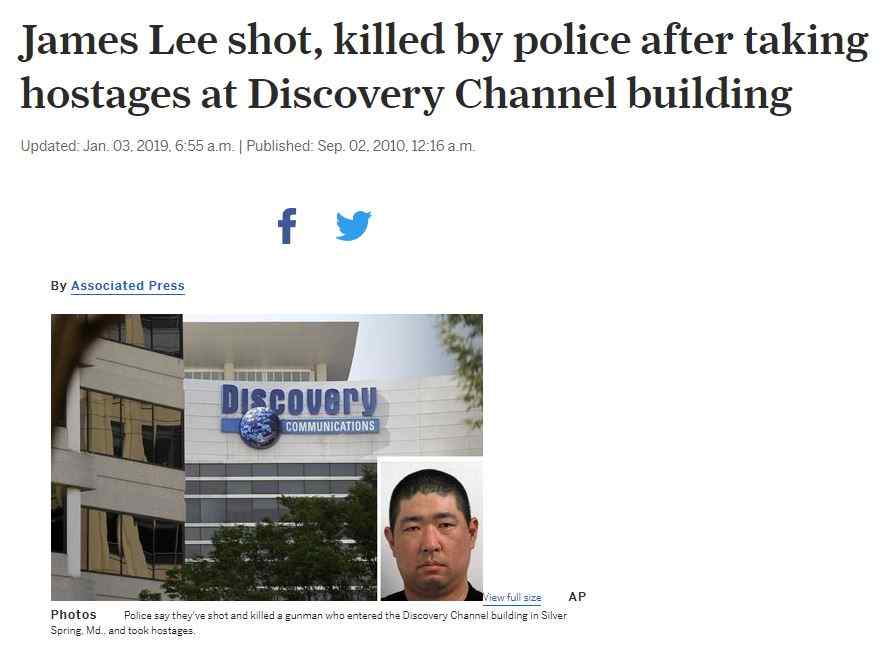 James Lee shot, killed by police after taking
hostages at Discovery Channel building
Updated: Jan. 03, 2019, 6:55 a.m. | Published: Sep. 02, 2010, 12:16 a.m.
By Associated Press
Discovery
COMMUNICATIONS
View full size AP
Photos Police say they've shot and killed a gunman who entered the Discovery Channel building in Silver
Spring, Md., and took hostages.